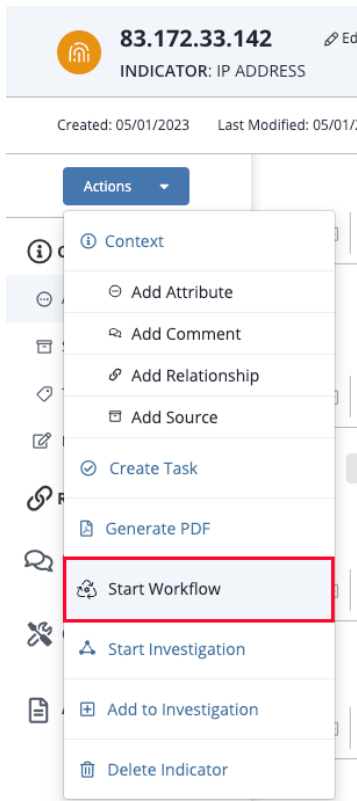 83.172.33.142
Ed
INDICATOR: IP ADDRESS
Created: 05/01/2023 Last Modified: 05/01/
Actions
Context
Add Attribute
Add Comment
Add Relationship
Add Source
Create Task
Generate PDF
Start Workflow
Start Investigation
Add to Investigation
Delete Indicator